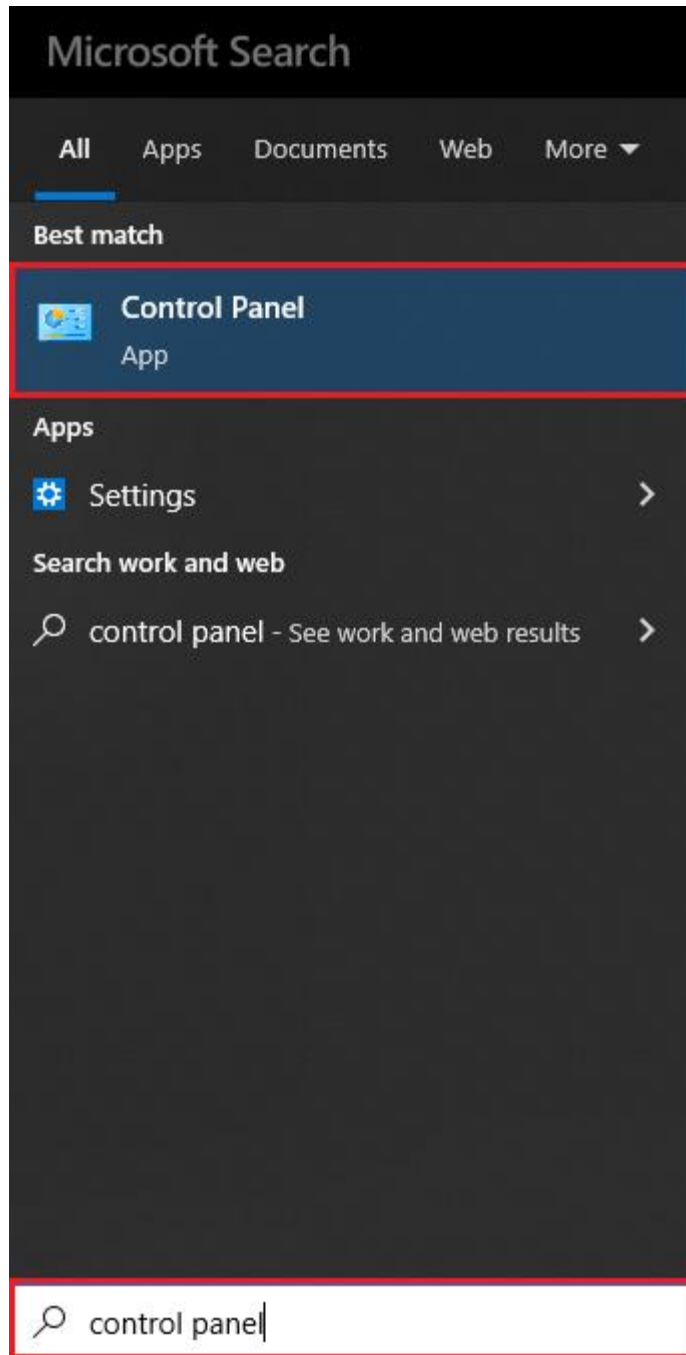 Microsoft Search
All Apps Documents Web More
Best match
Control Panel
App
Apps
Settings
Search work and web
control panel - See work and web results
control panel